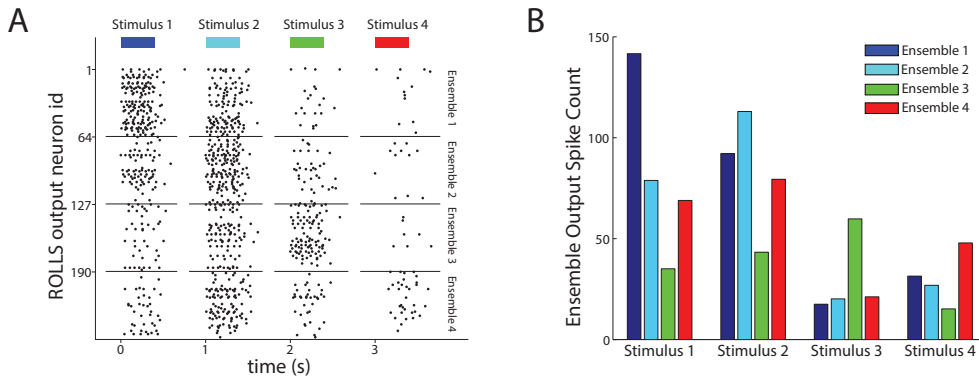 A
Stimulus 1
Stimulus 2
Stimulus 3
Stimulus 4
ROLLS output neuron id
1
64
127
190
Ensemble 1
Ensemble 2
Ensemble 3
Ensemble 4
0
1
2
3
time (s)
B
Ensemble Output Spike Count
150
100
50
0
Ensemble 1
Ensemble 2
Ensemble 3
Ensemble 4
Stimulus 1
Stimulus 2
Stimulus 3
Stimulus 4